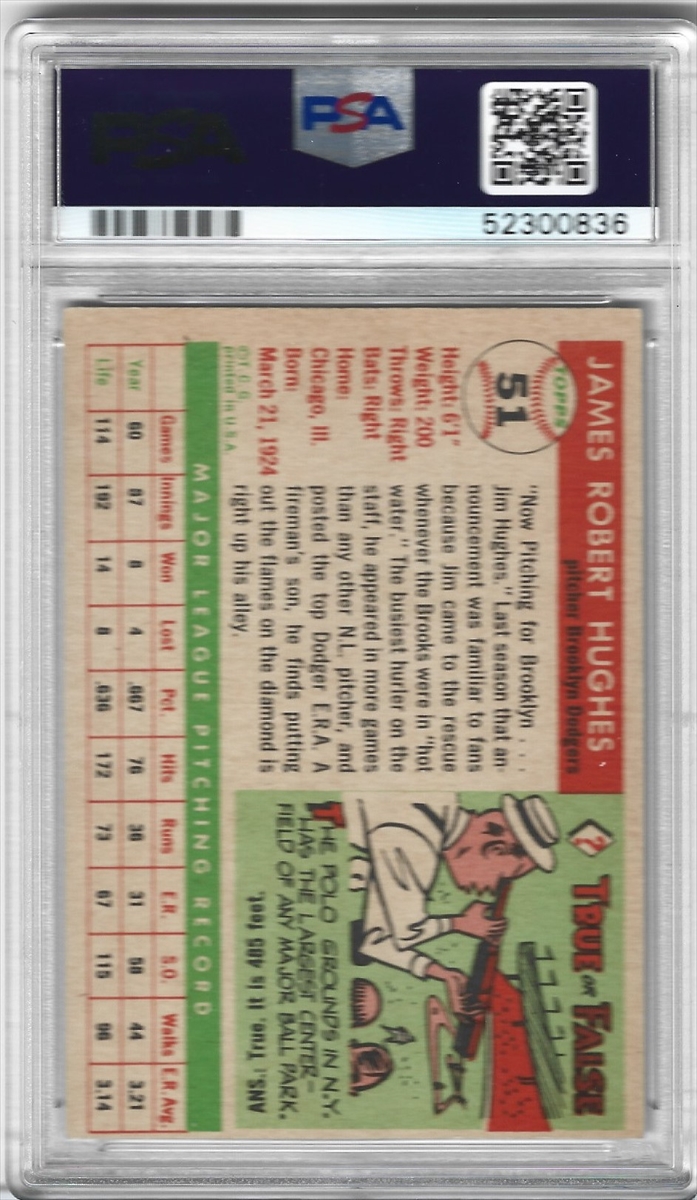 PSA
PSA
52300836
JAMES ROBERT HUGHES
pitcher Brooklyn Dodgers
TOPPS
51
Height: 6'1"
Weight: 200
Throws: Right
Bats: Right
Home:
Chicago, Ill.
Born:
March 21, 1924
©T. C. G.
printed in U.S.A.
"Now Pitching for Brooklyn . . .
Jim Hughes." Last season that an-
nouncement was familiar to fans
because Jim came to the rescue
whenever the Brooks were in "hot
water." The busiest hurler on the
staff, he appeared in more games
than any other N.L. pitcher, and
posted the top Dodger E.R.A. A
fireman's son, he finds putting
out the flames on the diamond is
right up his alley.
? TRUE OR FALSE
THE POLO GROUNDS IN N.Y.
HAS THE LARGEST CENTER-
FIELD OF ANY MAJOR BALL PARK.
ANS.: True, it is 485 feet.
MAJOR LEAGUE PITCHING RECORD
Games Innings Won Lost Pct. Hits Runs E.R. S.O. Walks E.R.Avg.
Year 60 87 8 4 .667 76 36 31 58 44 3.21
Life 114 192 14 8 .636 172 73 67 115 96 3.14